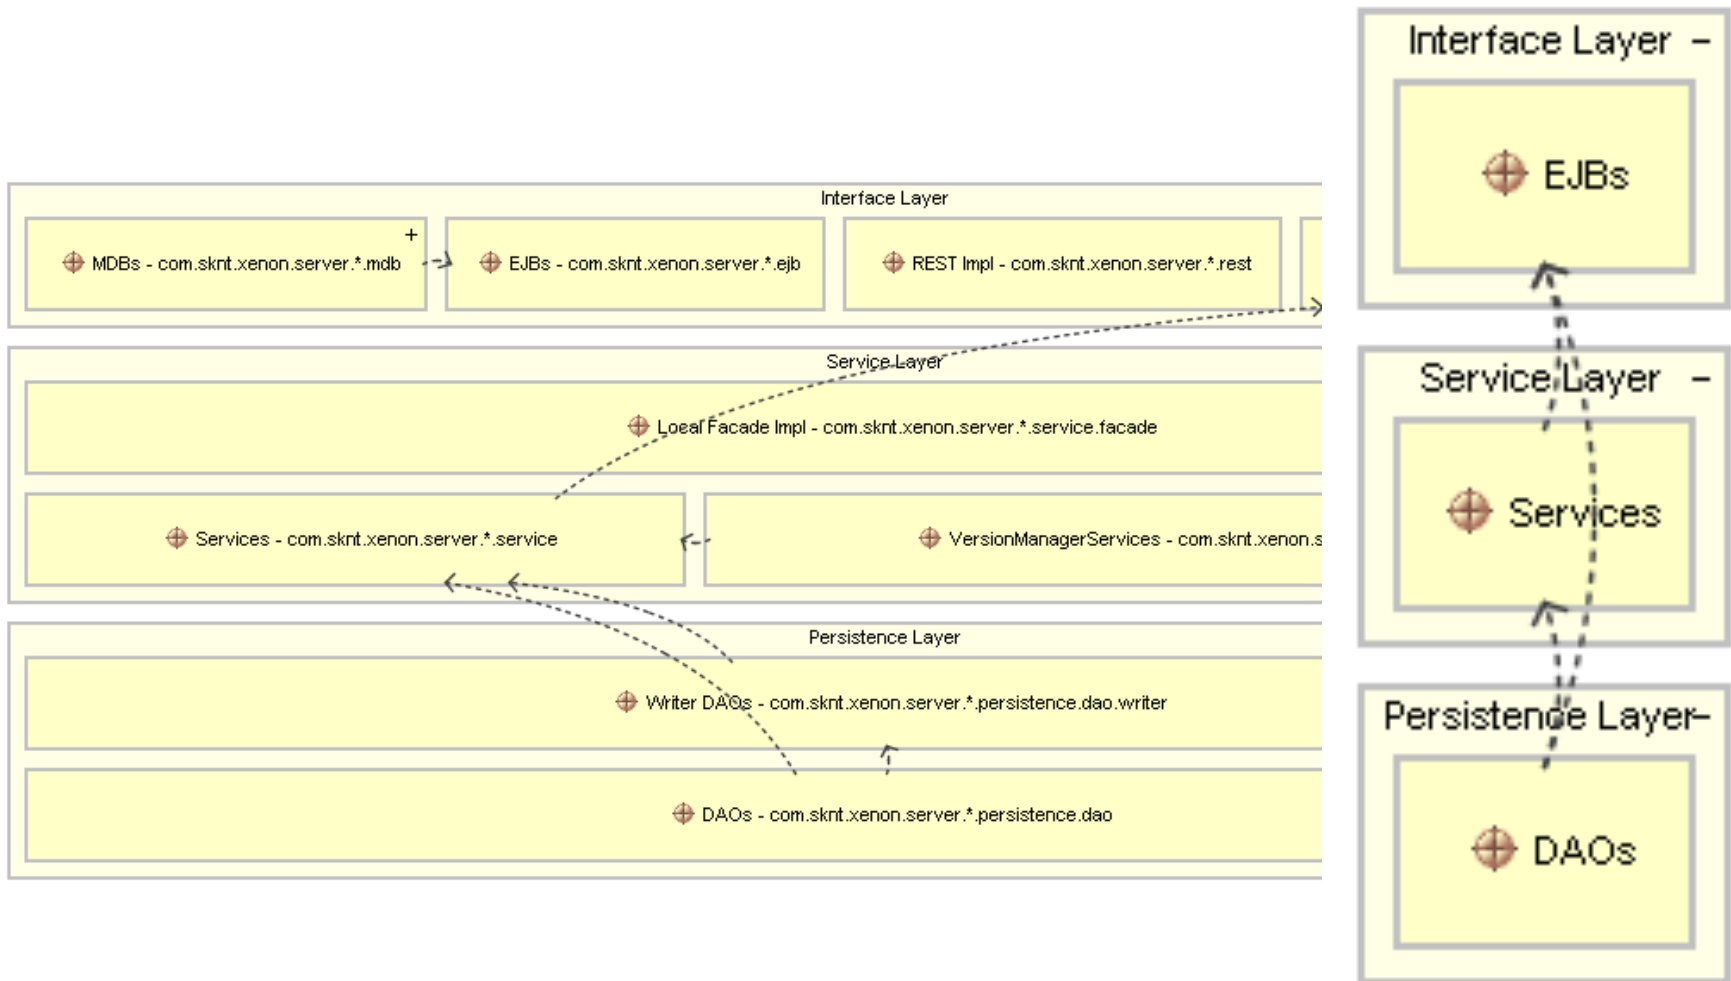 Interface Layer
+
MDBs - com.sknt.xenon.server.*.mdb
EJBs - com.sknt.xenon.server.*.ejb
REST Impl - com.sknt.xenon.server.*.rest
Service Layer
Local Facade Impl - com.sknt.xenon.server.*.service.facade
Services - com.sknt.xenon.server.*.service
VersionManagerServices - com.sknt.xenon.s
Persistence Layer
Writer DAOs - com.sknt.xenon.server.*.persistence.dao.writer
DAOs - com.sknt.xenon.server.*.persistence.dao
Interface Layer –
EJBs
Service Layer –
Services
Persistence Layer–
DAOs